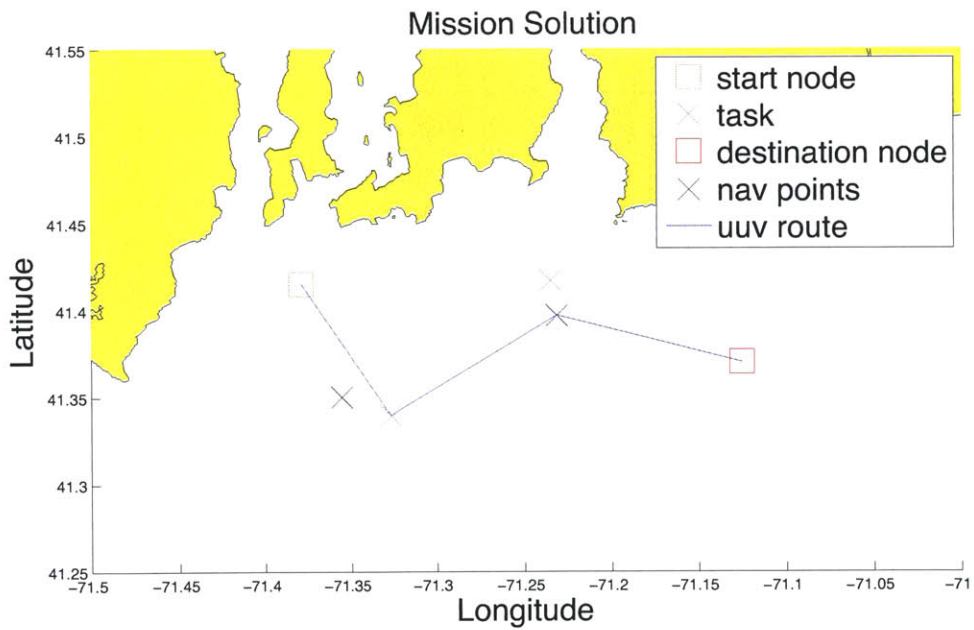 Mission Solution
41.55
41.5
41.45
41.4
41.35
41.3
41.25
Latitude
start node
task
destination node
nav points
uuv route
−71.5
−71.45
−71.4
−71.35
−71.3
−71.25
−71.2
−71.15
−71.1
−71.05
−71
Longitude